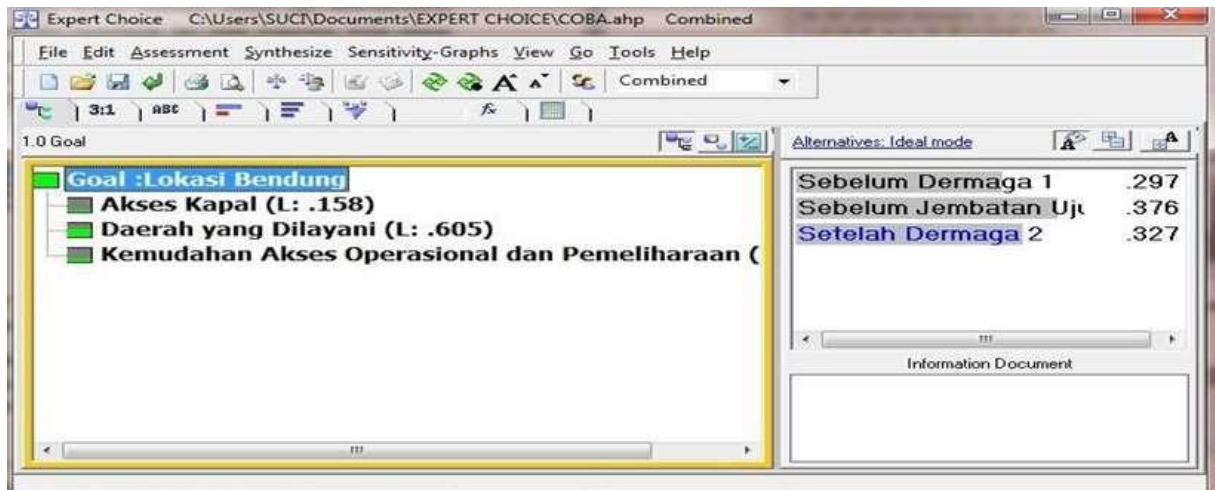 Expert Choice C:\Users\SUCI\Documents\EXPERT CHOICE\COBA.ahp Combined
File Edit Assessment Synthesize Sensitivity-Graphs View Go Tools Help
Combined
3:1 ABC fx
1.0 Goal
Alternatives: Ideal mode
Goal :Lokasi Bendung
Akses Kapal (L: .158)
Daerah yang Dilayani (L: .605)
Kemudahan Akses Operasional dan Pemeliharaan (
Sebelum Dermaga 1 .297
Sebelum Jembatan Uju .376
Setelah Dermaga 2 .327
Information Document